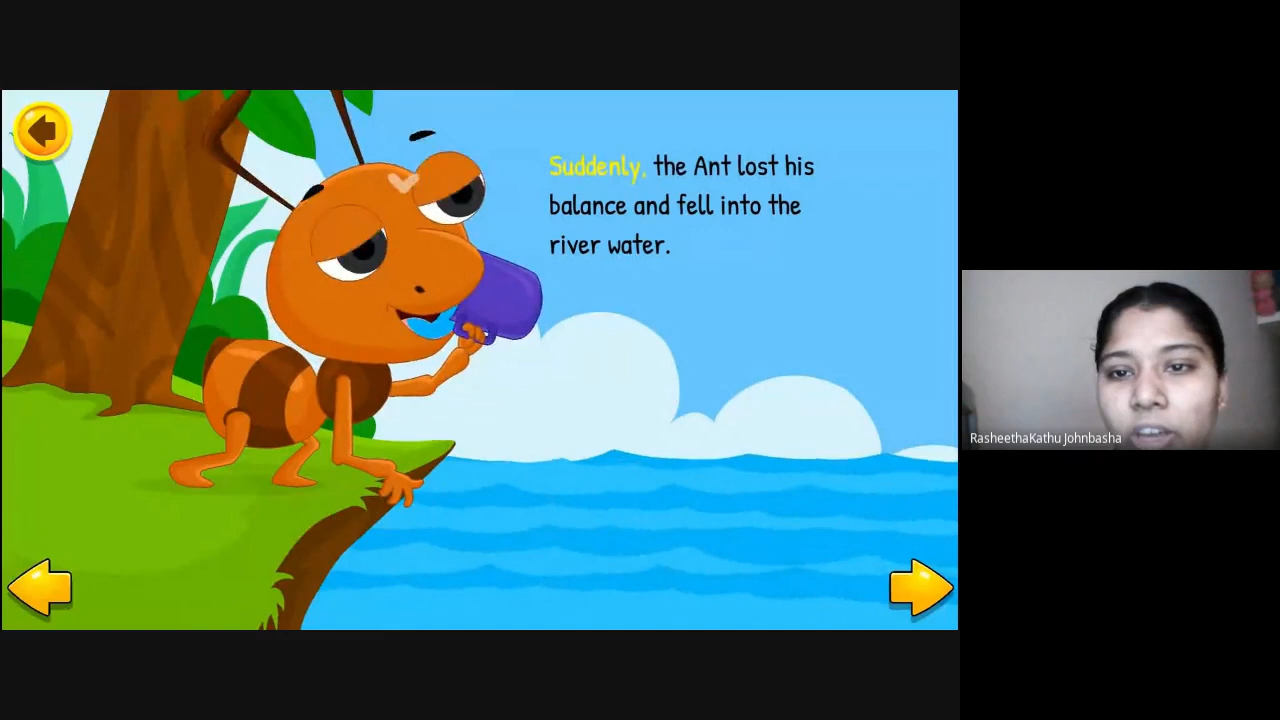 Suddenly, the Ant lost his
balance and fell into the
river water.
RasheethaKathu Johnbasha